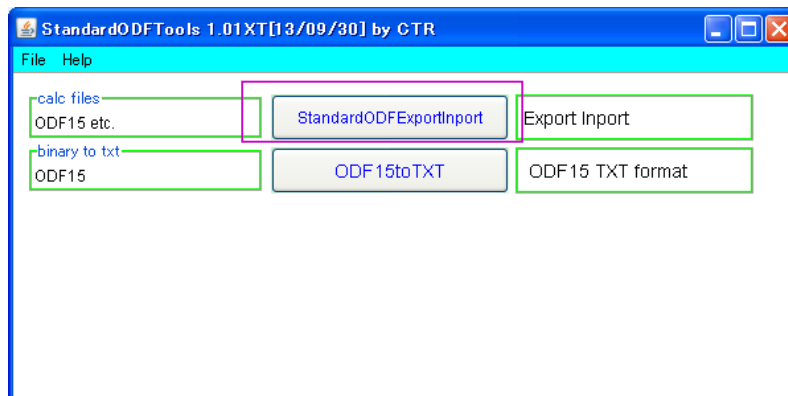 StandardODFTools 1.01XT[13/09/30] by CTR
File Help
calc files
ODF15 etc.
StandardODFExportInport
Export Inport
binary to txt
ODF15
ODF15toTXT
ODF15 TXT format